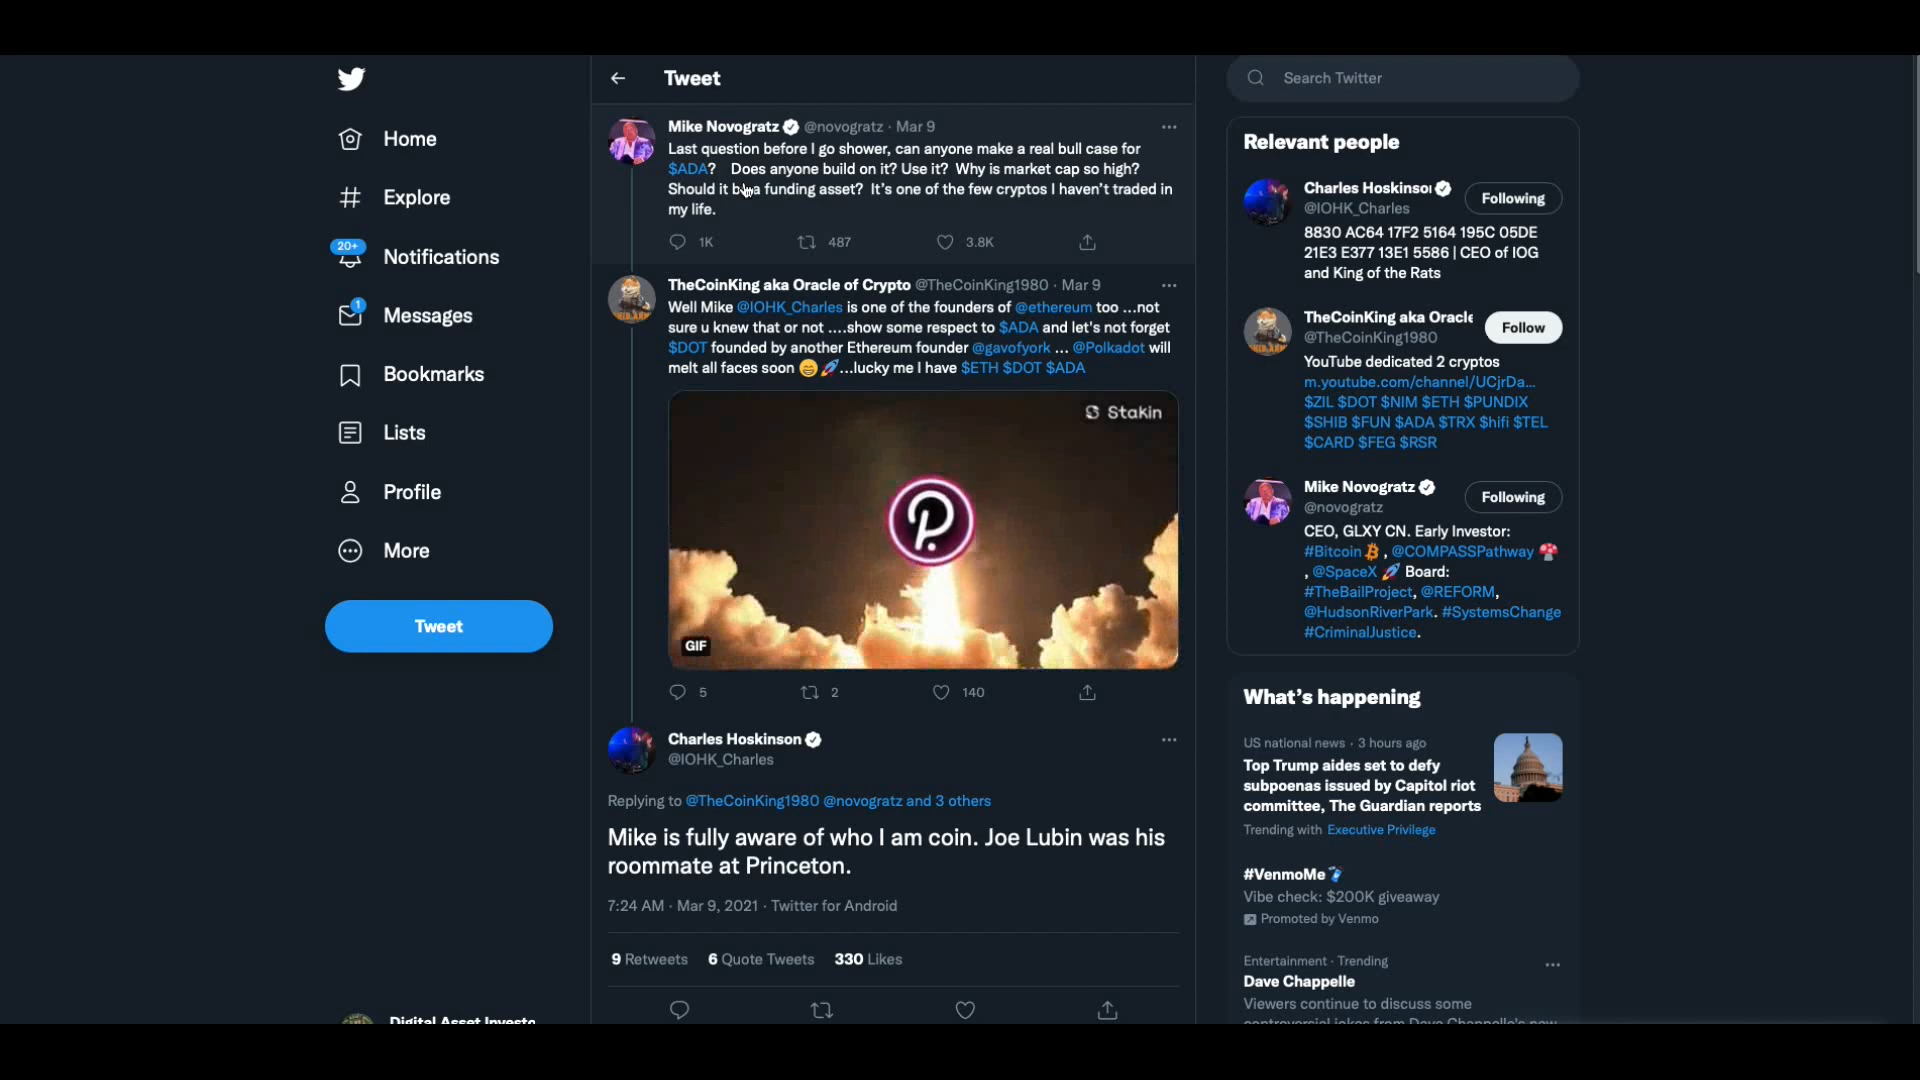 Tweet
Search Twitter
Home
Explore
20+
Notifications
1
Messages
Bookmarks
Lists
Profile
More
Tweet
Digital Asset Investo
Mike Novogratz @novogratz · Mar 9
Last question before I go shower, can anyone make a real bull case for
$ADA? Does anyone build on it? Use it? Why is market cap so high?
Should it be a funding asset? It's one of the few cryptos I haven't traded in
my life.
1K 487 3.8K
TheCoinKing aka Oracle of Crypto @TheCoinKing1980 · Mar 9
Well Mike @IOHK_Charles is one of the founders of @ethereum too ...not
sure u knew that or not ....show some respect to $ADA and let's not forget
$DOT founded by another Ethereum founder @gavofyork ... @Polkadot will
melt all faces soon 😁🚀...lucky me I have $ETH $DOT $ADA
Stakin
GIF
5 2 140
Charles Hoskinson
@IOHK_Charles
Replying to @TheCoinKing1980 @novogratz and 3 others
Mike is fully aware of who I am coin. Joe Lubin was his
roommate at Princeton.
7:24 AM · Mar 9, 2021 · Twitter for Android
9 Retweets 6 Quote Tweets 330 Likes
Relevant people
Charles Hoskinso
@IOHK_Charles
Following
8830 AC64 17F2 5164 195C 05DE
21E3 E377 13E1 5586 | CEO of IOG
and King of the Rats
TheCoinKing aka Oracle
@TheCoinKing1980
Follow
YouTube dedicated 2 cryptos
m.youtube.com/channel/UCjrDa...
$ZIL $DOT $NIM $ETH $PUNDIX
$SHIB $FUN $ADA $TRX $hifi $TEL
$CARD $FEG $RSR
Mike Novogratz
@novogratz
Following
CEO, GLXY CN. Early Investor:
#Bitcoin , @COMPASSPathway 🍄
, @SpaceX 🚀 Board:
#TheBailProject, @REFORM,
@HudsonRiverPark. #SystemsChange
#CriminalJustice.
What's happening
US national news · 3 hours ago
Top Trump aides set to defy
subpoenas issued by Capitol riot
committee, The Guardian reports
Trending with Executive Privilege
#VenmoMe
Vibe check: $200K giveaway
Promoted by Venmo
Entertainment · Trending
Dave Chappelle
Viewers continue to discuss some
controversial jokes from Dave Chappelle's new